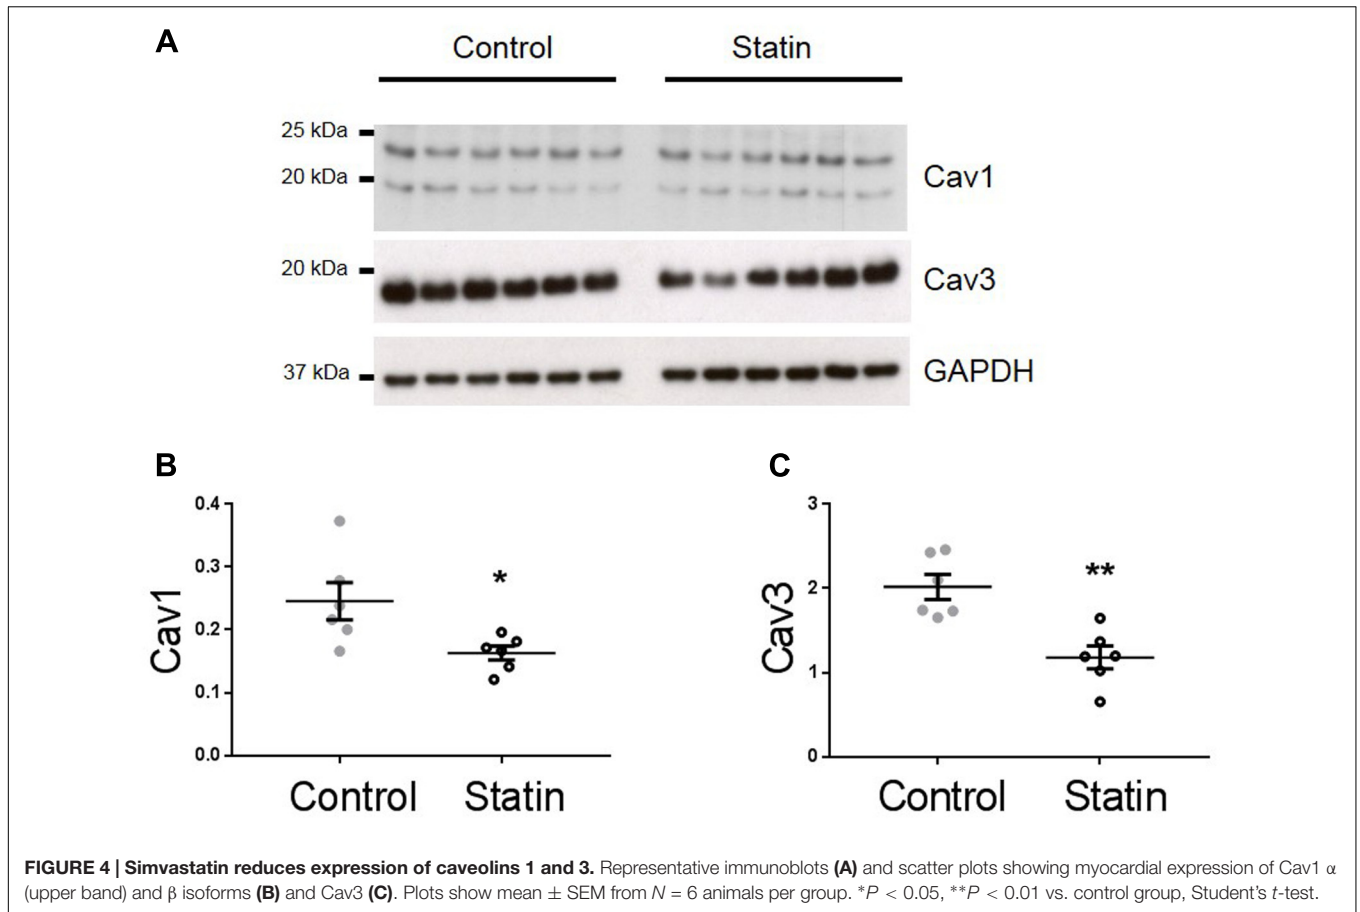 A
Control Statin
25 kDa
20 kDa
Cav1
20 kDa
Cav3
37 kDa
GAPDH
B
Cav1
0.4
0.3
0.2
0.1
0.0
*
Control Statin
C
Cav3
3
2
1
0
**
Control Statin
FIGURE 4 | Simvastatin reduces expression of caveolins 1 and 3. Representative immunoblots (A) and scatter plots showing myocardial expression of Cav1 α
(upper band) and β isoforms (B) and Cav3 (C). Plots show mean ± SEM from N = 6 animals per group. *P < 0.05, **P < 0.01 vs. control group, Student's t-test.